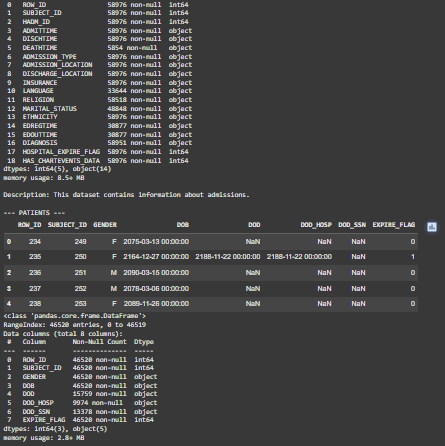 0 ROW_ID 58976 non-null int64
1 SUBJECT_ID 58976 non-null int64
2 HADM_ID 58976 non-null int64
3 ADMITTIME 58976 non-null object
4 DISCHTIME 58976 non-null object
5 DEATHTIME 5854 non-null object
6 ADMISSION_TYPE 58976 non-null object
7 ADMISSION_LOCATION 58976 non-null object
8 DISCHARGE_LOCATION 58976 non-null object
9 INSURANCE 58976 non-null object
10 LANGUAGE 33644 non-null object
11 RELIGION 58518 non-null object
12 MARITAL_STATUS 48848 non-null object
13 ETHNICITY 58976 non-null object
14 EDREGTIME 30877 non-null object
15 EDOUTTIME 30877 non-null object
16 DIAGNOSIS 58951 non-null object
17 HOSPITAL_EXPIRE_FLAG 58976 non-null int64
18 HAS_CHARTEVENTS_DATA 58976 non-null int64
dtypes: int64(5), object(14)
memory usage: 8.5+ MB
Description: This dataset contains information about admissions.
--- PATIENTS ---
ROW_ID SUBJECT_ID GENDER DOB DOD DOD_HOSP DOD_SSN EXPIRE_FLAG
0 234 249 F 2075-03-13 00:00:00 NaN NaN NaN 0
1 235 250 F 2164-12-27 00:00:00 2188-11-22 00:00:00 2188-11-22 00:00:00 NaN 1
2 236 251 M 2090-03-15 00:00:00 NaN NaN NaN 0
3 237 252 M 2078-03-06 00:00:00 NaN NaN NaN 0
4 238 253 F 2089-11-26 00:00:00 NaN NaN NaN 0
<class 'pandas.core.frame.DataFrame'>
RangeIndex: 46520 entries, 0 to 46519
Data columns (total 8 columns):
# Column Non-Null Count Dtype
--- ------ -------------- -----
0 ROW_ID 46520 non-null int64
1 SUBJECT_ID 46520 non-null int64
2 GENDER 46520 non-null object
3 DOB 46520 non-null object
4 DOD 15759 non-null object
5 DOD_HOSP 9974 non-null object
6 DOD_SSN 13378 non-null object
7 EXPIRE_FLAG 46520 non-null int64
dtypes: int64(3), object(5)
memory usage: 2.8+ MB